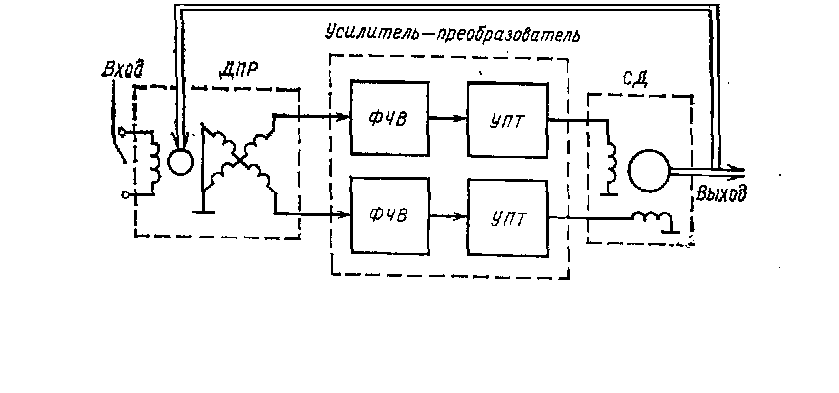 Усилитель—преобразователь
Вход
ДПР
СД
ФЧВ
УПТ
Выход
ФЧВ
УПТ